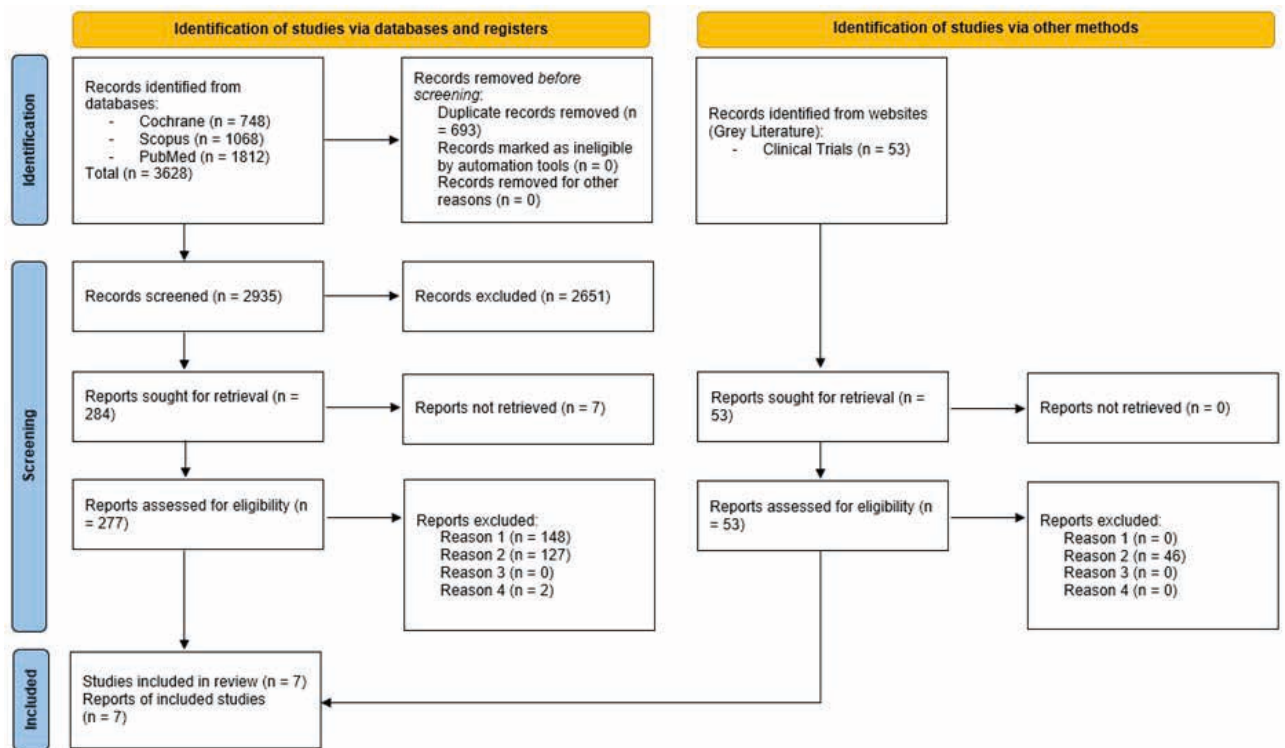 Identification of studies via databases and registers
Identification of studies via other methods
Identification
Records identified from
databases:
- Cochrane (n = 748)
- Scopus (n = 1068)
- PubMed (n = 1812)
Total (n = 3628)
Records removed before
screening:
Duplicate records removed (n
= 693)
Records marked as ineligible
by automation tools (n = 0)
Records removed for other
reasons (n = 0)
Records identified from websites
(Grey Literature):
- Clinical Trials (n = 53)
Screening
Records screened (n = 2935)
Records excluded (n = 2651)
Reports sought for retrieval (n =
284)
Reports not retrieved (n = 7)
Reports sought for retrieval (n =
53)
Reports not retrieved (n = 0)
Reports assessed for eligibility (n
= 277)
Reports excluded:
Reason 1 (n = 148)
Reason 2 (n = 127)
Reason 3 (n = 0)
Reason 4 (n = 2)
Reports assessed for eligibility (n
= 53)
Reports excluded:
Reason 1 (n = 0)
Reason 2 (n = 46)
Reason 3 (n = 0)
Reason 4 (n = 0)
Included
Studies included in review (n = 7)
Reports of included studies
(n = 7)